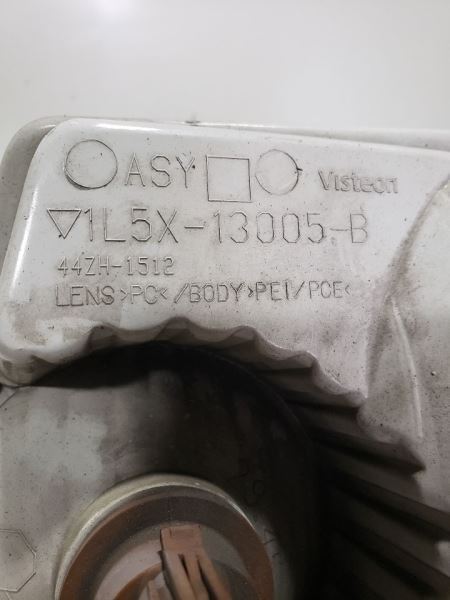 ASY Visteon
1L5X-13005-B
44ZH-1512
LENS>PC</BODY>PEI/PCE<